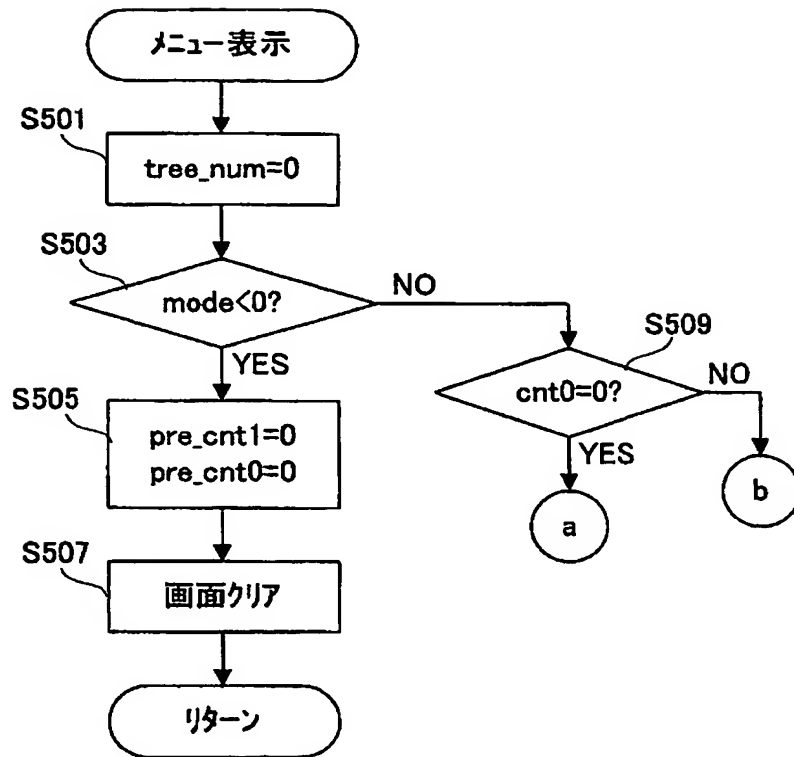 メニュー表示
S501
tree_num=0
S503
mode<0?
NO
YES
S509
cnt0=0?
NO
YES
S505
pre_cnt1=0
pre_cnt0=0
a
b
S507
画面クリア
リターン